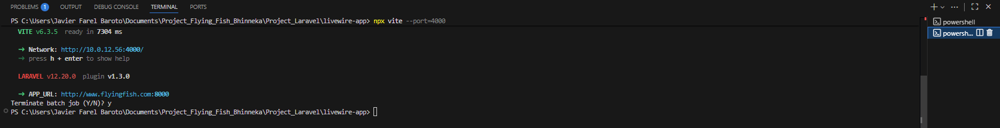 PROBLEMS 1 OUTPUT DEBUG CONSOLE TERMINAL PORTS
PS C:\Users\Javier Farel Baroto\Documents\Project_Flying_Fish_Bhinneka\Project_Laravel\livewire-app> npx vite --port=4000
VITE v6.3.5 ready in 7304 ms
➜ Network: http://10.0.12.56:4000/
➜ press h + enter to show help
LARAVEL v12.20.0 plugin v1.3.0
➜ APP_URL: http://www.flyingfish.com:8000
Terminate batch job (Y/N)? y
PS C:\Users\Javier Farel Baroto\Documents\Project_Flying_Fish_Bhinneka\Project_Laravel\livewire-app>
powershell
powersh...